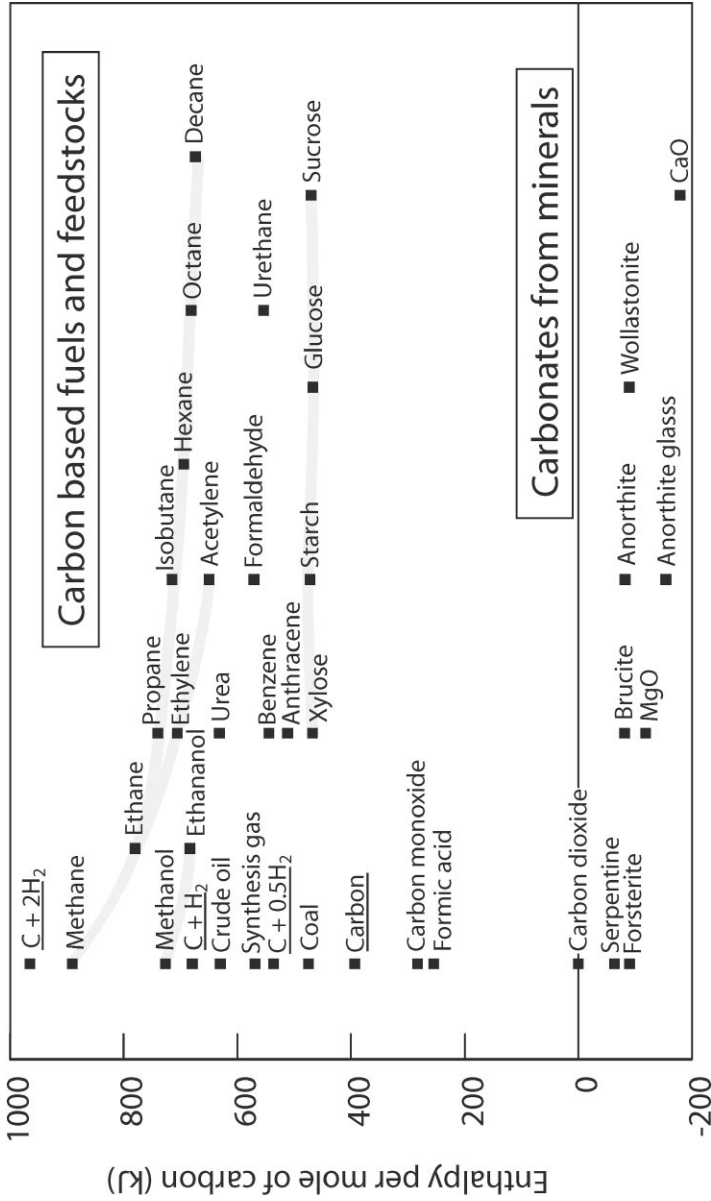 Carbon based fuels and feedstocks
C + 2H₂
Methane
Ethane
Propane
Ethylene
Isobutane
Hexane
Octane
Decane
Methanol
Ethananol
C + H₂
Crude oil
Urea
Acetylene
Synthesis gas
C + 0.5H₂
Formaldehyde
Urethane
Benzene
Anthracene
Coal
Xylose
Starch
Glucose
Sucrose
Carbon
Carbon monoxide
Formic acid
Carbonates from minerals
Carbon dioxide
Serpentine
Forsterite
Brucite
MgO
Anorthite
Anorthite glasss
Wollastonite
CaO
1000
800
600
400
200
0
-200
Enthalpy per mole of carbon (kJ)